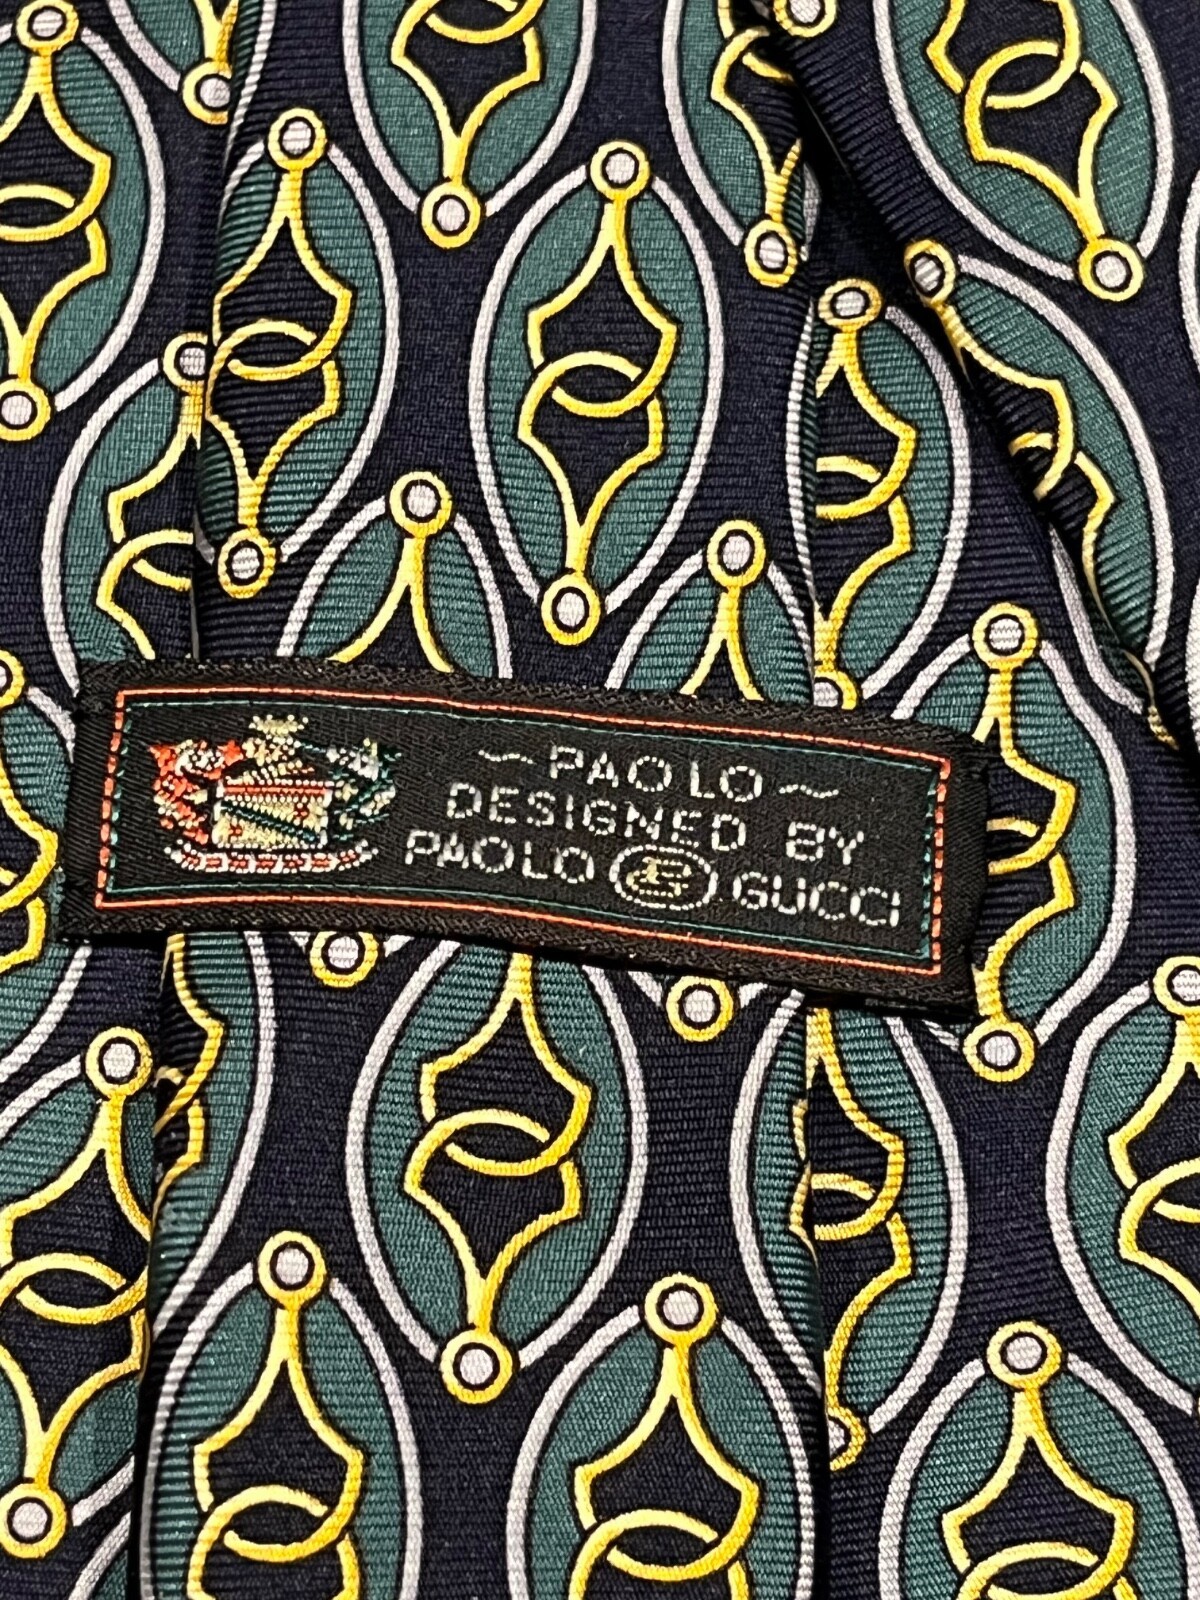 ~ PAOLO ~
DESIGNED BY
PAOLO G GUCCI